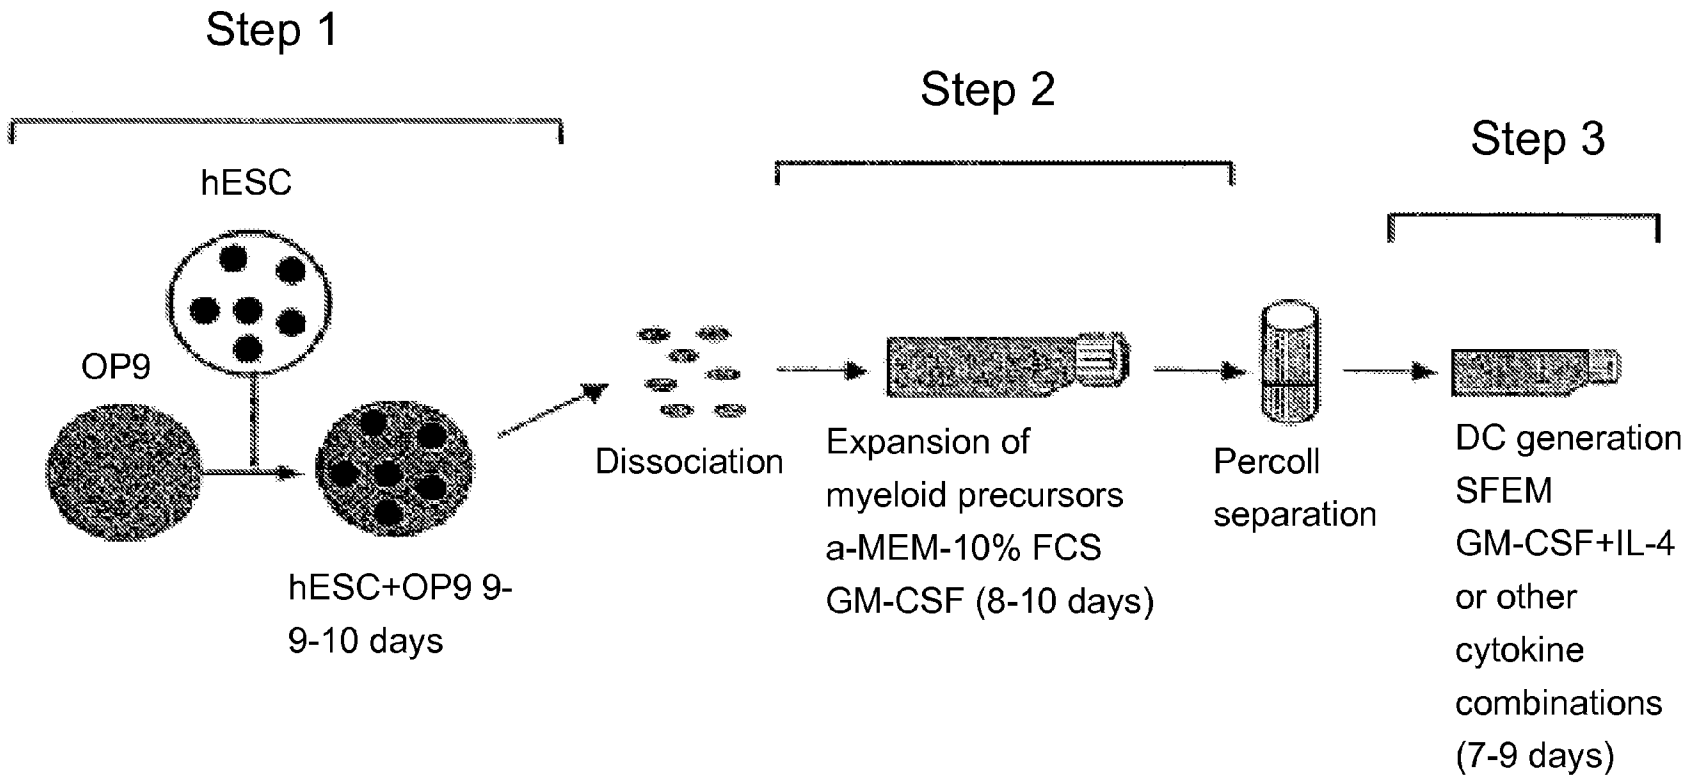 Step 1
Step 2
Step 3
hESC
OP9
hESC+OP9 9-
9-10 days
Dissociation
Expansion of
myeloid precursors
a-MEM-10% FCS
GM-CSF (8-10 days)
Percoll
separation
DC generation
SFEM
GM-CSF+IL-4
or other
cytokine
combinations
(7-9 days)